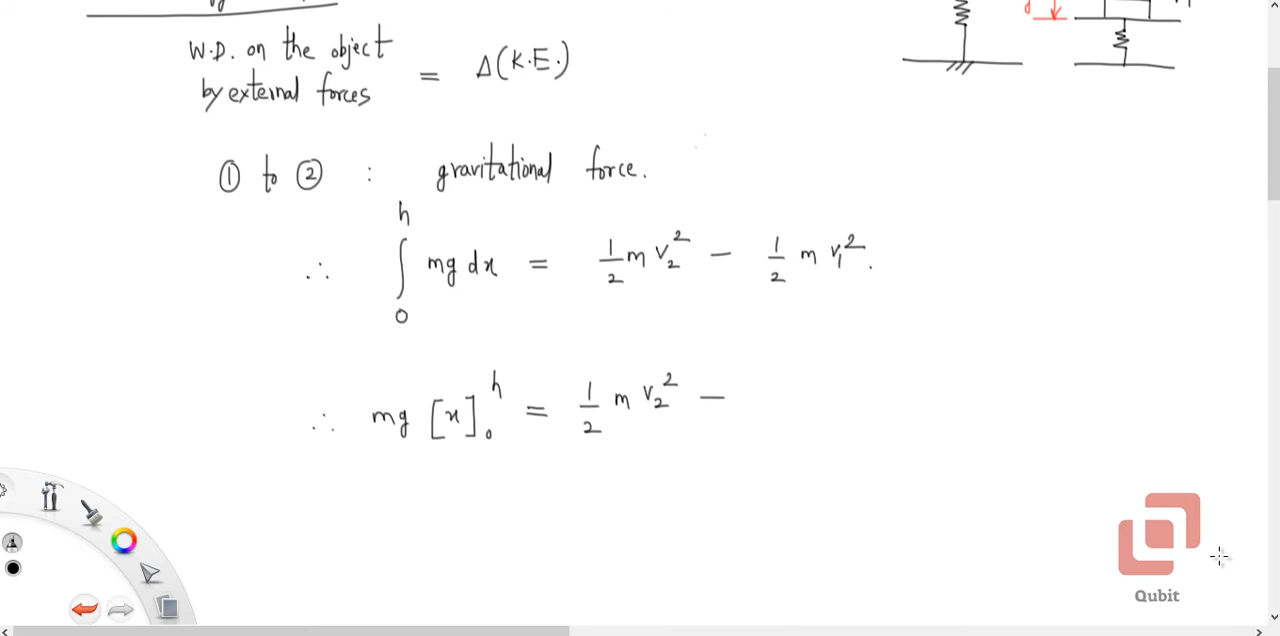 W.D. on the object
by external forces
= Δ(K.E.)
① to ② : gravitational force.
∴ ∫₀ʰ mg dx = 1/2 m v₂² − 1/2 m v₁².
∴ mg [x]₀ʰ = 1/2 m v₂² −
d
Qubit